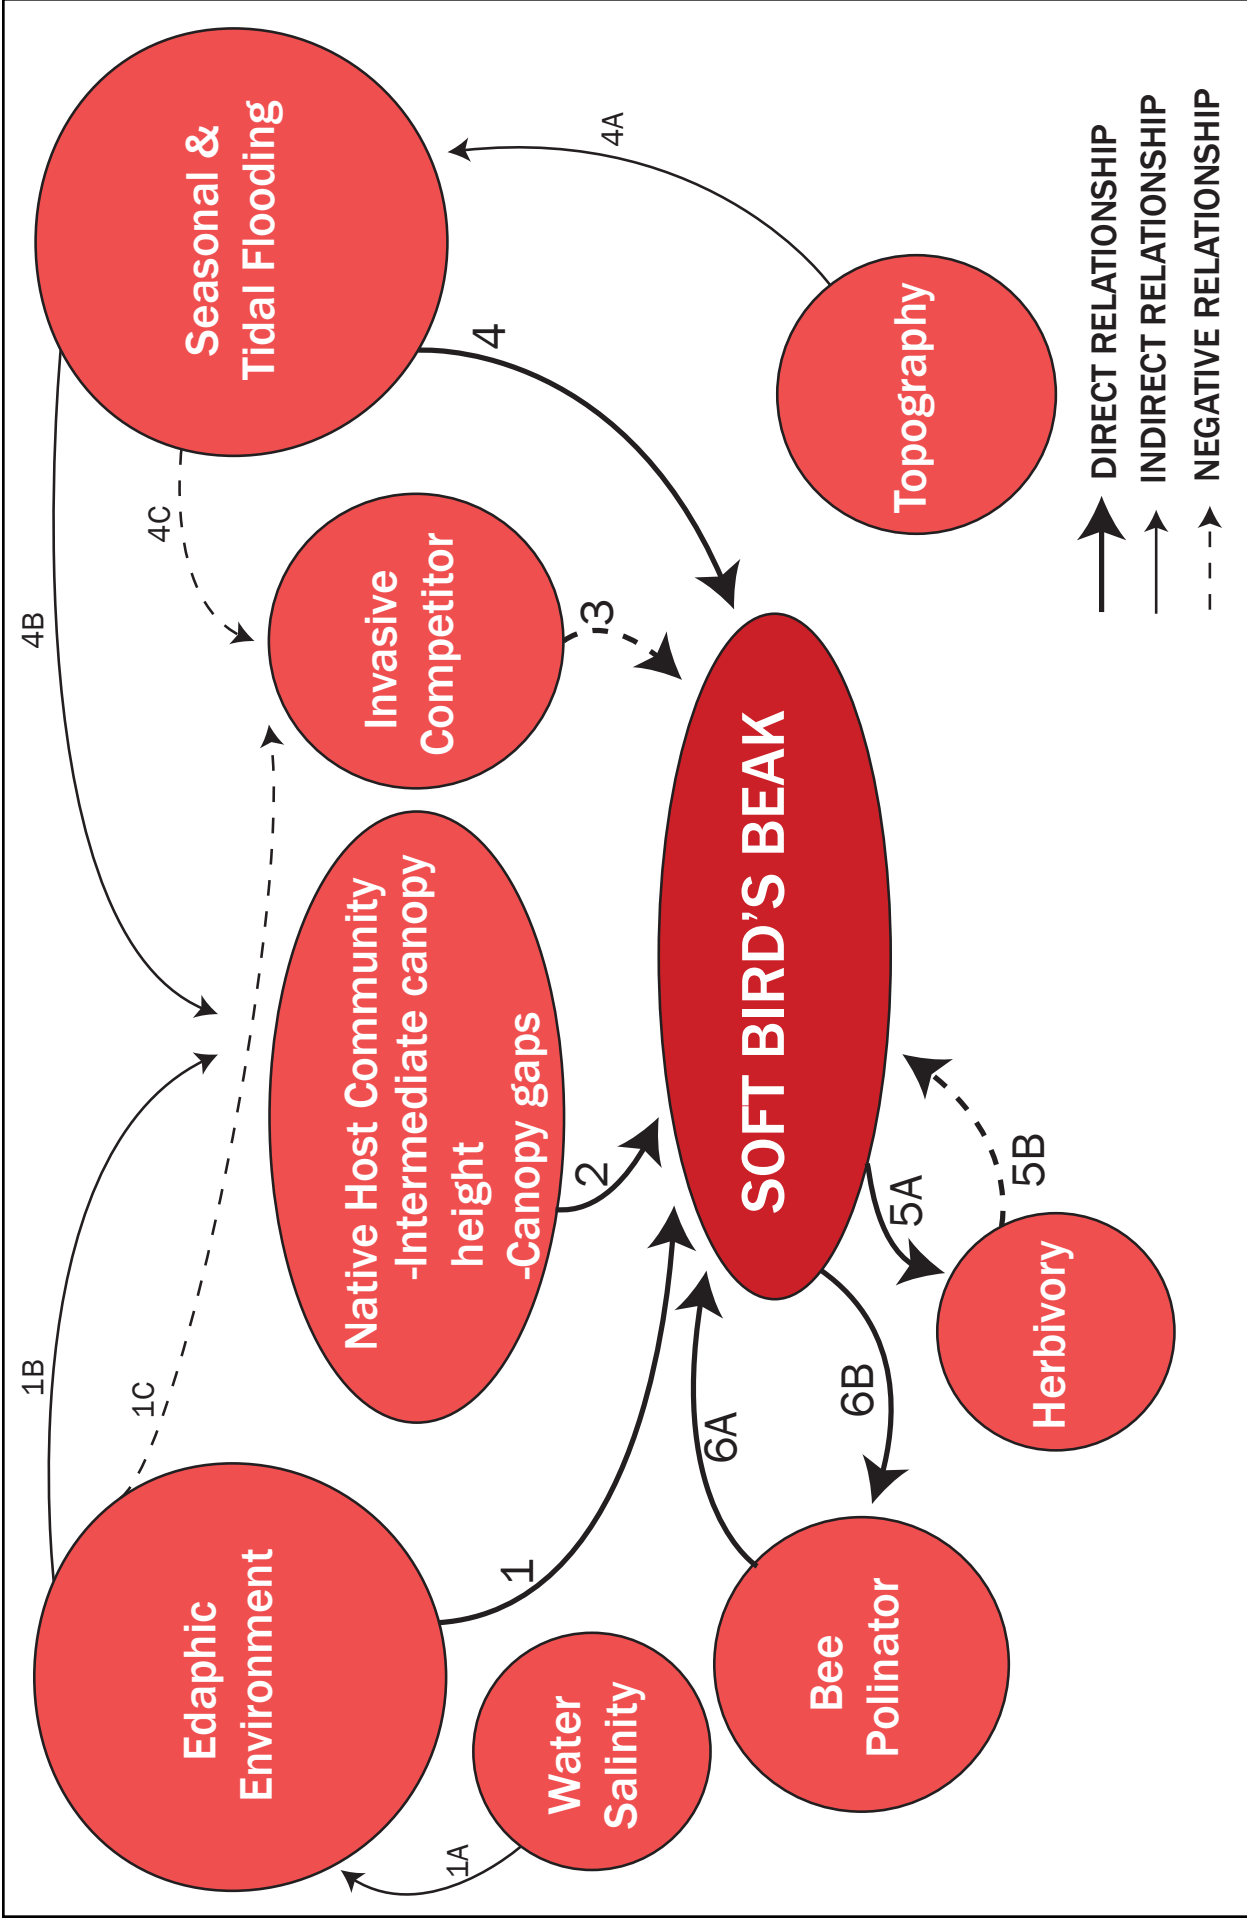 Edaphic
Environment
Seasonal &
Tidal Flooding
1B
4B
1C
4C
Native Host Community
-Intermediate canopy
height
-Canopy gaps
Invasive
Competitor
1A
1
2
3
4
4A
Water
Salinity
SOFT BIRD'S BEAK
6A
6B
5A
5B
Bee
Polinator
Herbivory
Topography
DIRECT RELATIONSHIP
INDIRECT RELATIONSHIP
NEGATIVE RELATIONSHIP